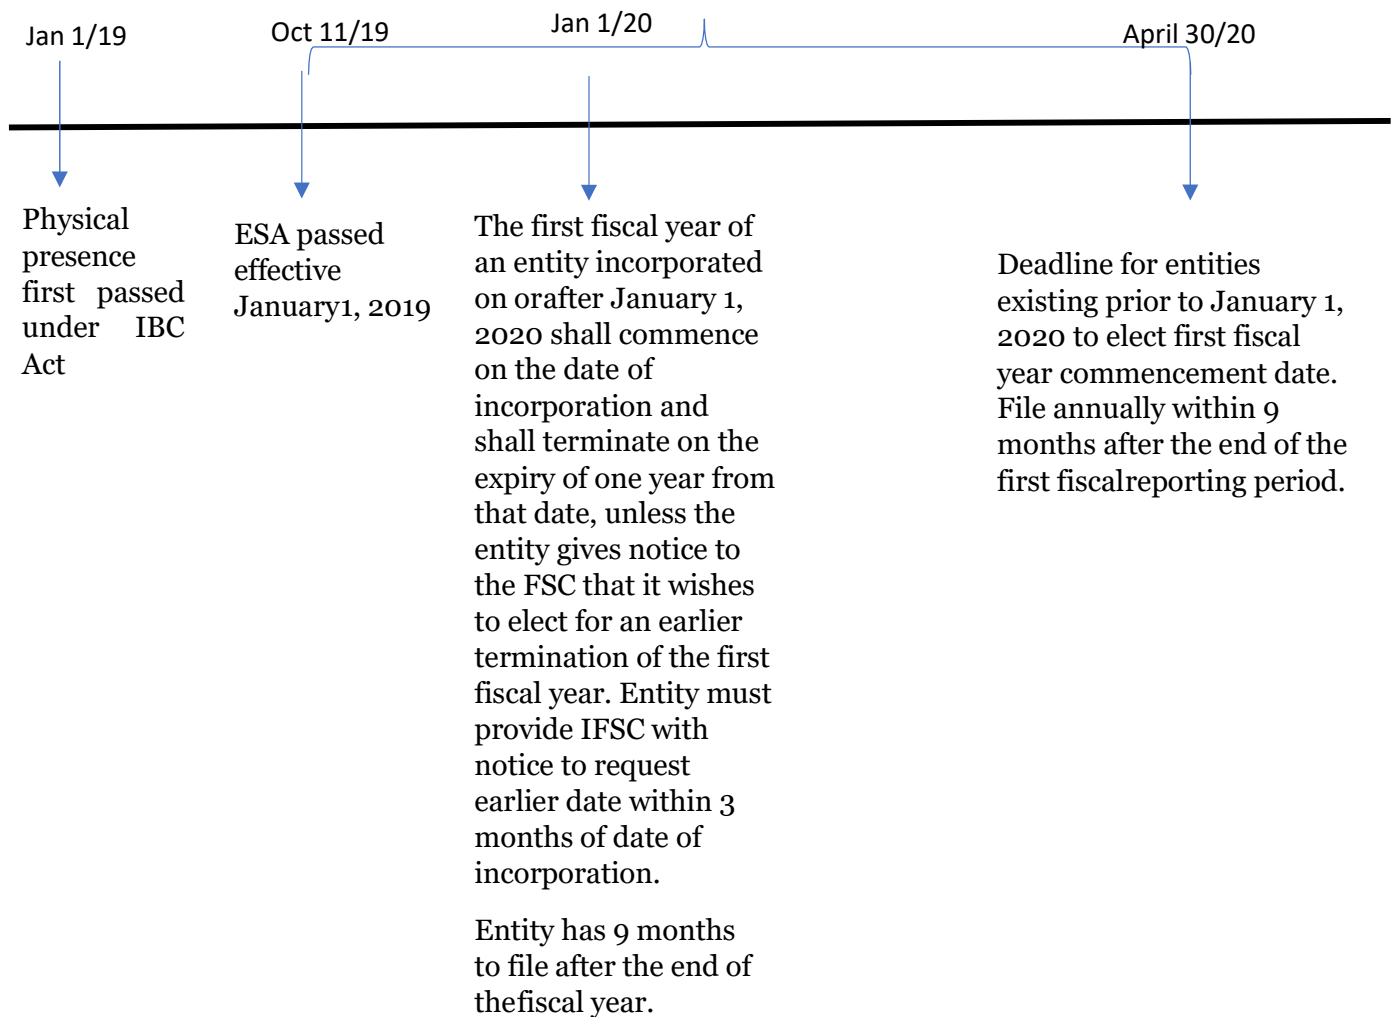 Jan 1/19
Oct 11/19
Jan 1/20
April 30/20
Physical
presence
first passed
under IBC
Act
ESA passed
effective
January1, 2019
The first fiscal year of
an entity incorporated
on orafter January 1,
2020 shall commence
on the date of
incorporation and
shall terminate on the
expiry of one year from
that date, unless the
entity gives notice to
the FSC that it wishes
to elect for an earlier
termination of the first
fiscal year. Entity must
provide IFSC with
notice to request
earlier date within 3
months of date of
incorporation.
Entity has 9 months
to file after the end of
thefiscal year.
Deadline for entities
existing prior to January 1,
2020 to elect first fiscal
year commencement date.
File annually within 9
months after the end of the
first fiscalreporting period.